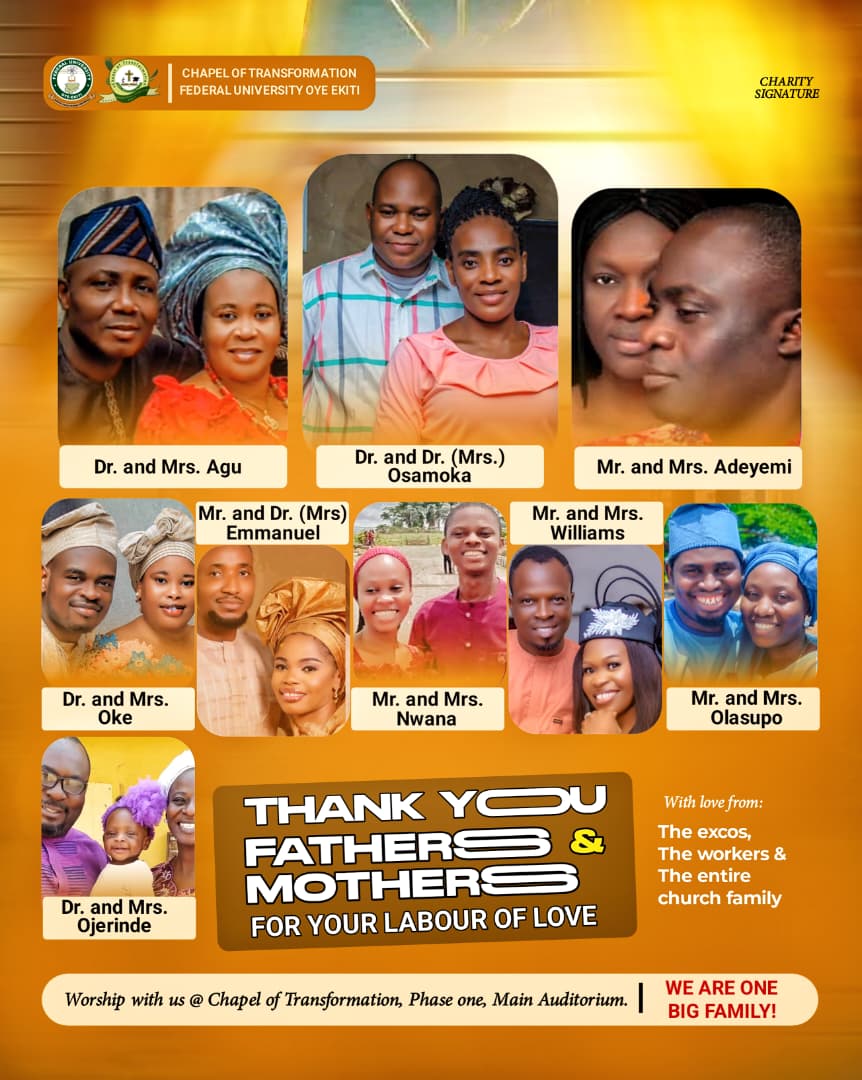 CHAPEL OF TRANSFORMATION
FEDERAL UNIVERSITY OYE EKITI
CHARITY
SIGNATURE
Dr. and Mrs. Agu
Dr. and Dr. (Mrs.)
Osamoka
Mr. and Mrs. Adeyemi
Dr. and Mrs.
Oke
Mr. and Dr. (Mrs)
Emmanuel
Mr. and Mrs.
Nwana
Mr. and Mrs.
Williams
Mr. and Mrs.
Olasupo
Dr. and Mrs.
Ojerinde
THANK YOU
FATHERS &
MOTHERS
FOR YOUR LABOUR OF LOVE
With love from:
The excos,
The workers &
The entire
church family
Worship with us @ Chapel of Transformation, Phase one, Main Auditorium.
WE ARE ONE
BIG FAMILY!